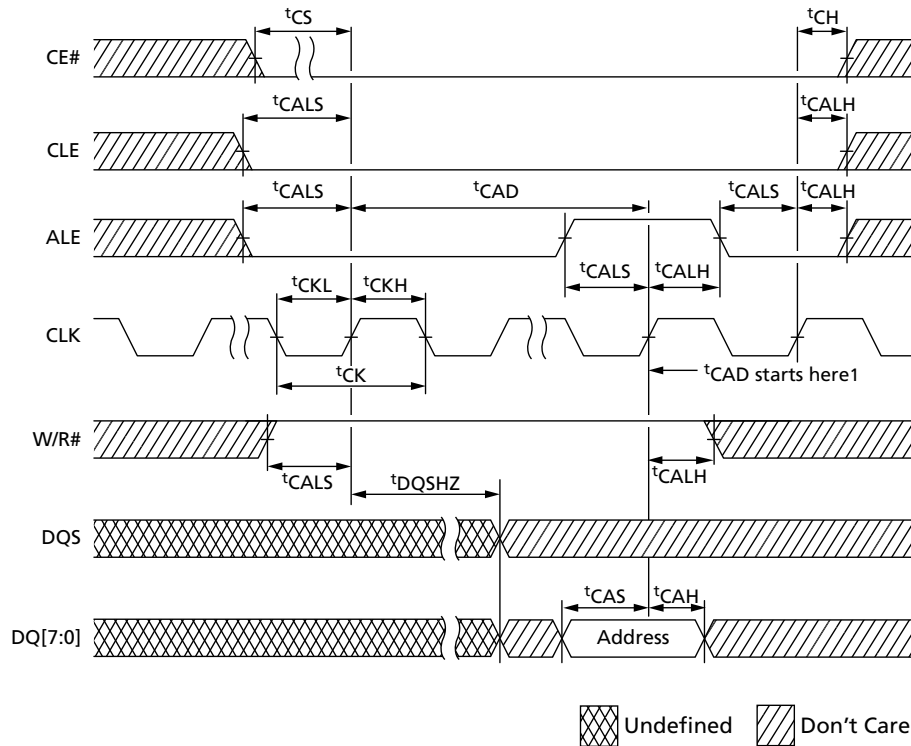 tCS tCH
CE#
tCALS tCALH
CLE
tCALS tCAD tCALS tCALH
ALE
tCALS tCALH
tCKL tCKH
CLK
tCK tCAD starts here1
W/R#
tCALS tCALH
tDQSHZ
DQS
tCAS tCAH
DQ[7:0] Address
Undefined Don't Care